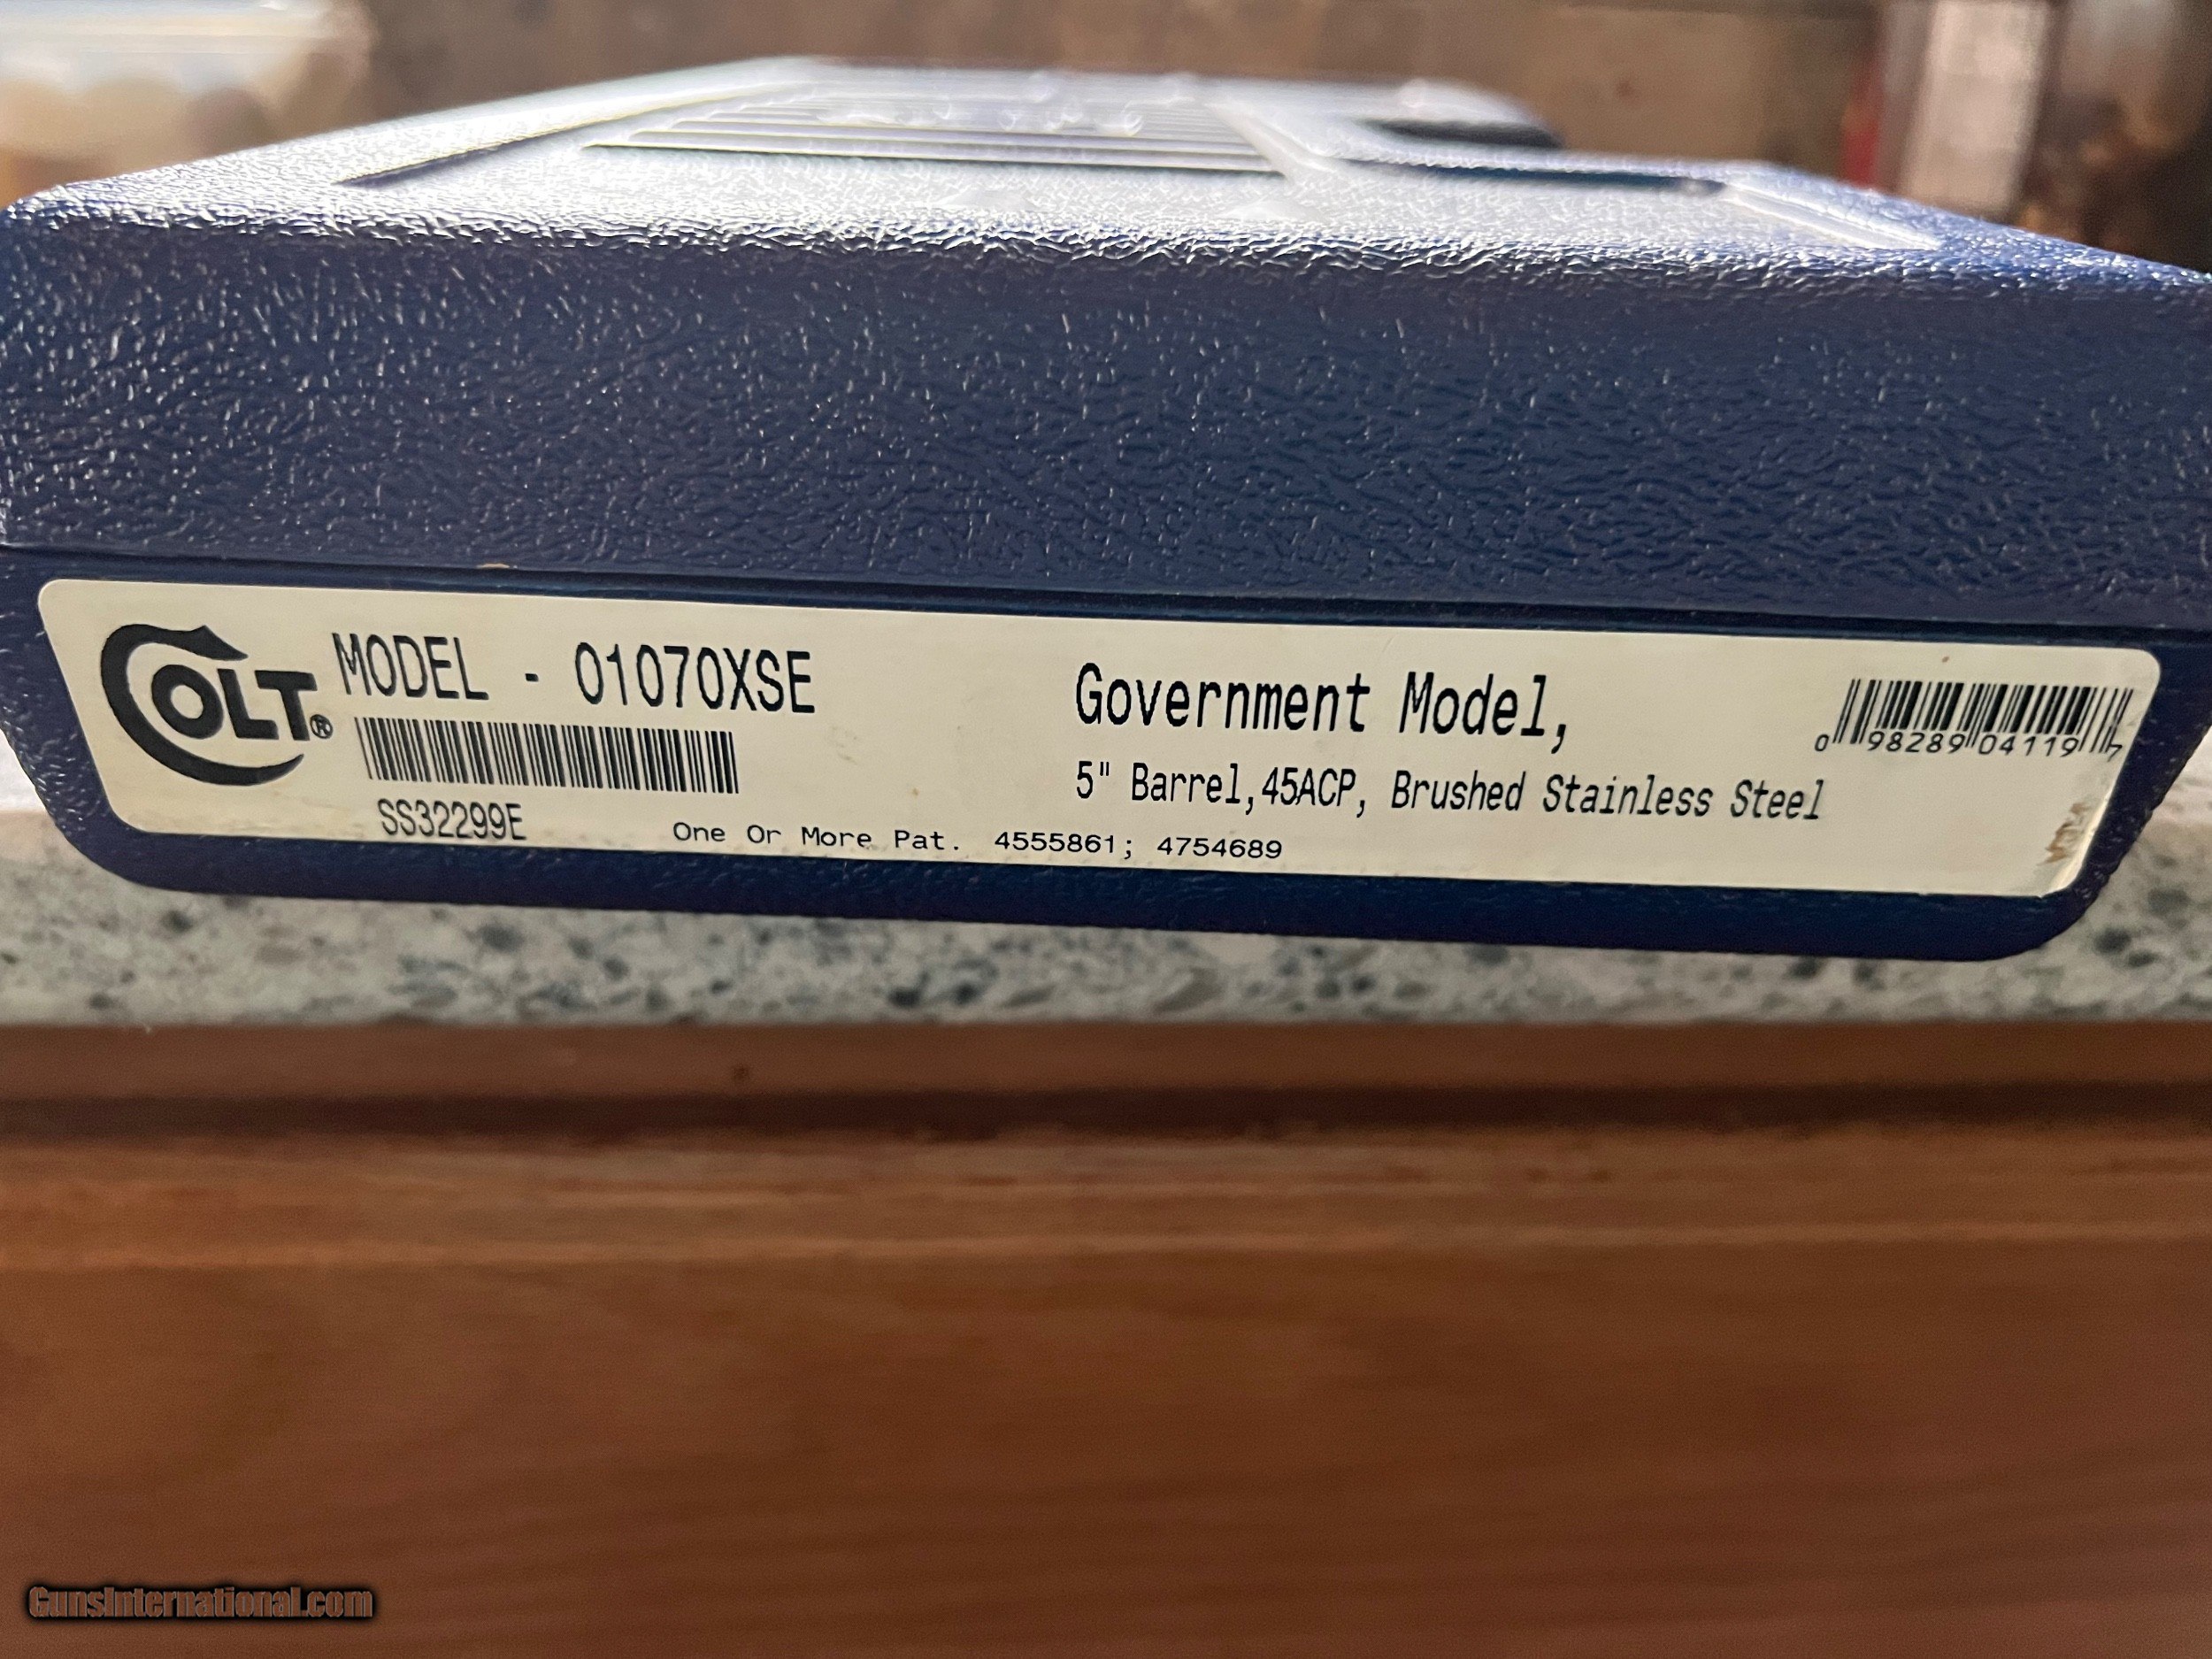 COLT® MODEL - 01070XSE
SS32299E
Government Model,
5" Barrel,45ACP, Brushed Stainless Steel
One Or More Pat. 4555861; 4754689
0 98289 04119 7
GunsInternational.com